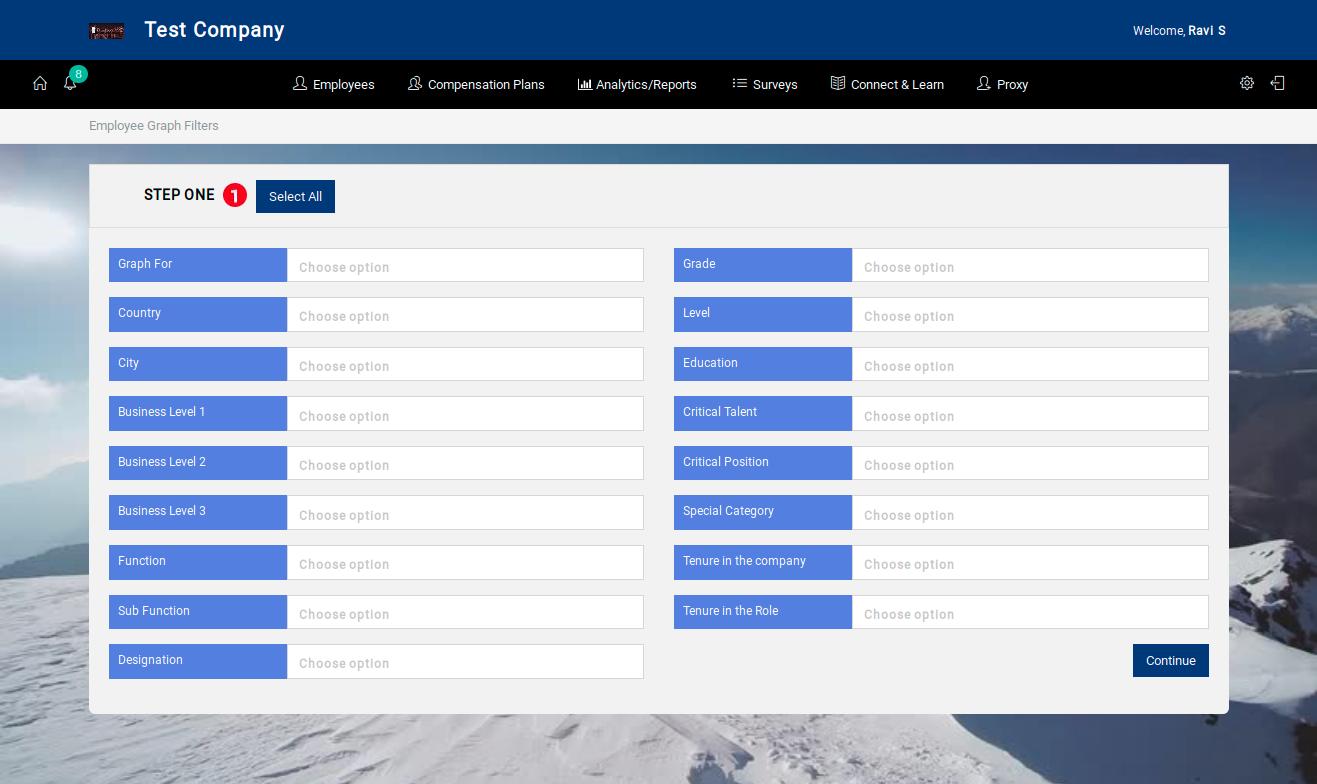 Test Company
Welcome, Ravi S
8
Employees
Compensation Plans
Analytics/Reports
Surveys
Connect & Learn
Proxy
Employee Graph Filters
STEP ONE 1 Select All
Graph For Choose option
Grade Choose option
Country Choose option
Level Choose option
City Choose option
Education Choose option
Business Level 1 Choose option
Critical Talent Choose option
Business Level 2 Choose option
Critical Position Choose option
Business Level 3 Choose option
Special Category Choose option
Function Choose option
Tenure in the company Choose option
Sub Function Choose option
Tenure in the Role Choose option
Designation Choose option
Continue